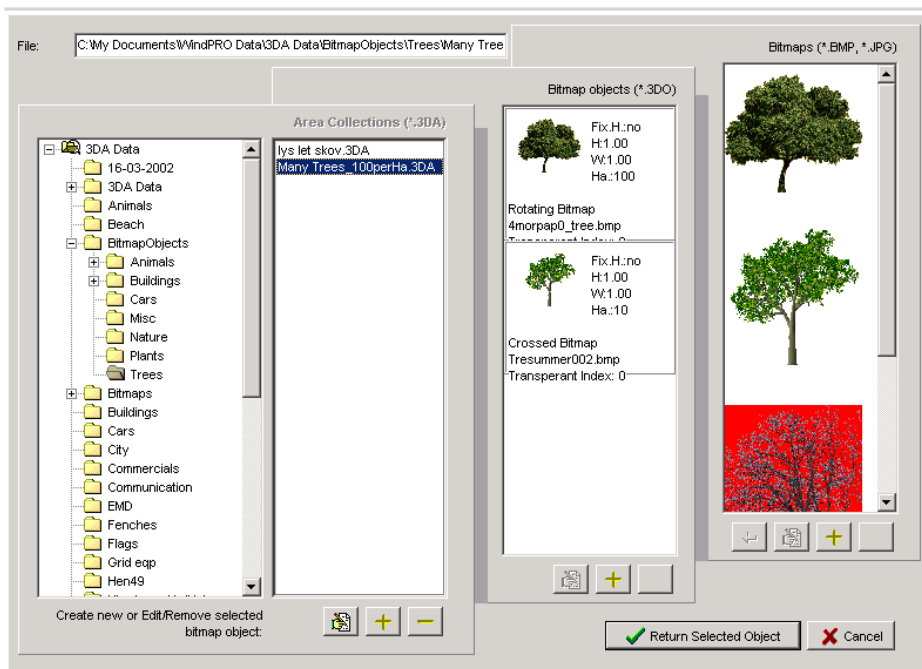 File:
C:\My Documents\WindPRO Data\3DA Data\BitmapObjects\Trees\Many Tree
Bitmaps (*.BMP, *.JPG)
Bitmap objects (*.3DO)
Area Collections (*.3DA)
3DA Data
16-03-2002
3DA Data
Animals
Beach
BitmapObjects
Animals
Buildings
Cars
Misc
Nature
Plants
Trees
Bitmaps
Buildings
Cars
City
Commercials
Communication
EMD
Fenches
Flags
Grid eqp
Hen49
lys let skov.3DA
Many Trees_100perHa.3DA
Fix.H.:no
H:1.00
W:1.00
Ha.:100
Rotating Bitmap
4morpap0_tree.bmp
Transperant Index: 0
Fix.H.:no
H:1.00
W:1.00
Ha.:10
Crossed Bitmap
Tresummer002.bmp
Transperant Index: 0
Create new or Edit/Remove selected
bitmap object:
Return Selected Object
Cancel